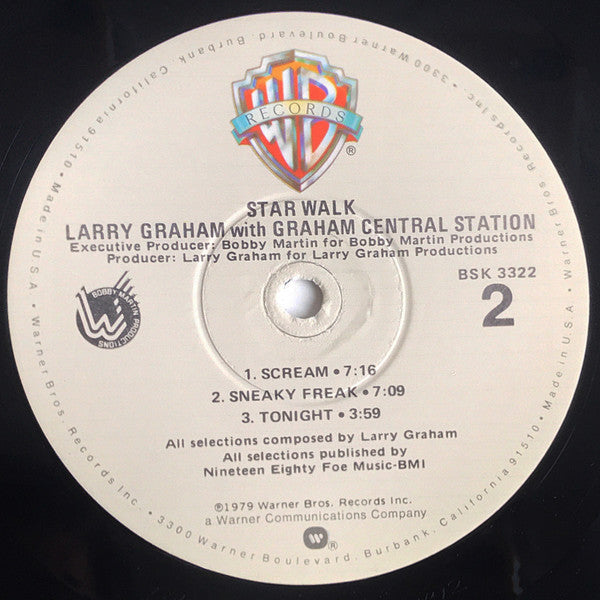 WB
RECORDS
®
STAR WALK
LARRY GRAHAM with GRAHAM CENTRAL STATION
Executive Producer: Bobby Martin for Bobby Martin Productions
Producer: Larry Graham for Larry Graham Productions
BSK 3322
2
BOBBY MARTIN PRODUCTIONS
1. SCREAM • 7:16
2. SNEAKY FREAK • 7:09
3. TONIGHT • 3:59
All selections composed by Larry Graham
All selections published by
Nineteen Eighty Foe Music-BMI
℗1979 Warner Bros. Records Inc.
a Warner Communications Company
W ®
Warner Bros. Records Inc. • 3300 Warner Boulevard, Burbank, California 91510 • Made in U.S.A. • Warner Bros. Records Inc. • 3300 Warner Boulevard, Burbank, California 91510 • Made in U.S.A. •